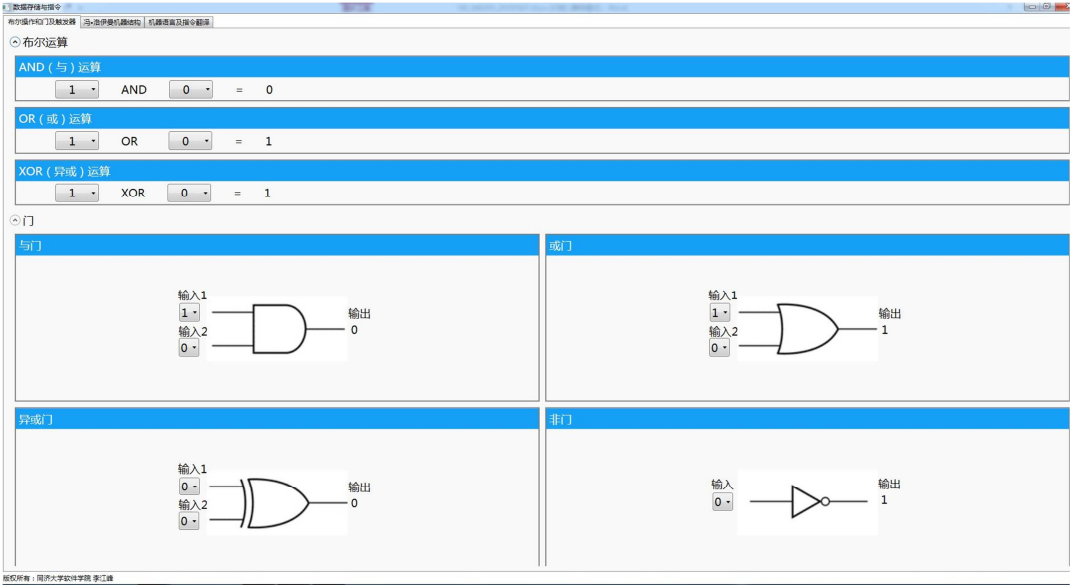 数据存储与指令
布尔操作和门及触发器 冯•诺伊曼机器结构 机器语言及指令翻译
布尔运算
AND ( 与 ) 运算
1 AND 0 = 0
OR ( 或 ) 运算
1 OR 0 = 1
XOR ( 异或 ) 运算
1 XOR 0 = 1
门
与门 或门
输入1 输入1
1 输出 1 输出
输入2 0 输入2 1
0 0
异或门 非门
输入1
0 输出 输入 输出
输入2 0 0 1
0
版权所有：同济大学软件学院 李江峰